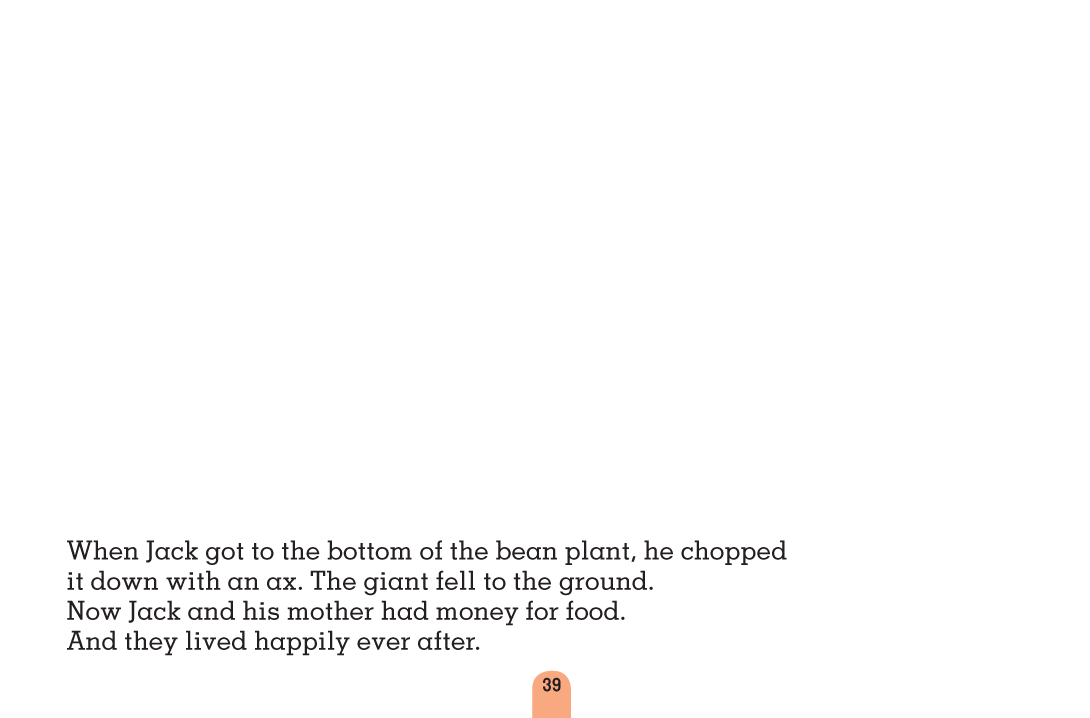 When Jack got to the bottom of the bean plant, he chopped
it down with an ax. The giant fell to the ground.
Now Jack and his mother had money for food.
And they lived happily ever after.
39